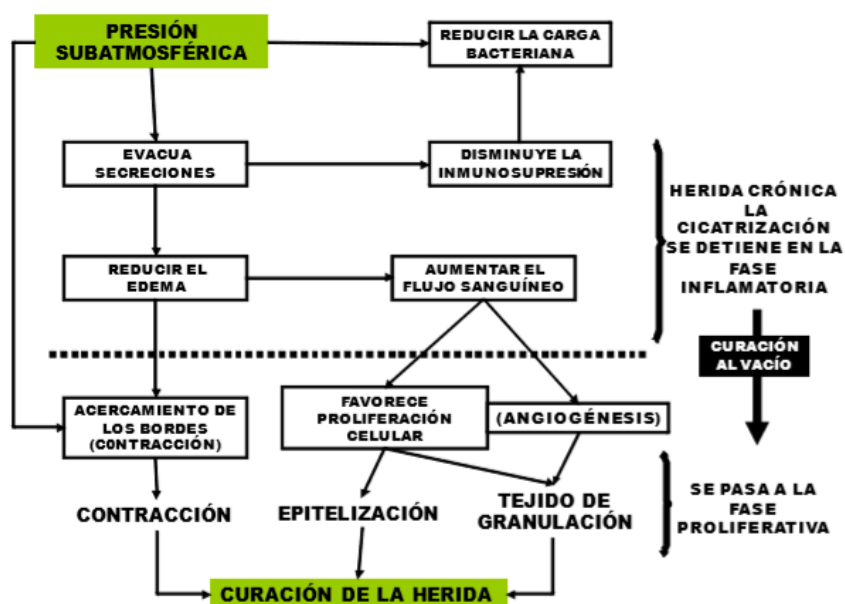 PRESIÓN
SUBATMOSFÉRICA
REDUCIR LA CARGA
BACTERIANA
EVACUA
SECRECIONES
DISMINUYE LA
INMUNOSUPRESIÓN
HERIDA CRÓNICA
LA
CICATRIZACIÓN
SE DETIENE EN LA
FASE
INFLAMATORIA
REDUCIR EL
EDEMA
AUMENTAR EL
FLUJO SANGUÍNEO
CURACIÓN
AL VACÍO
ACERCAMIENTO DE
LOS BORDES
(CONTRACCIÓN)
FAVORECE
PROLIFERACIÓN
CELULAR
(ANGIOGÉNESIS)
CONTRACCIÓN
EPITELIZACIÓN
TEJIDO DE
GRANULACIÓN
SE PASA A LA
FASE
PROLIFERATIVA
CURACIÓN DE LA HERIDA